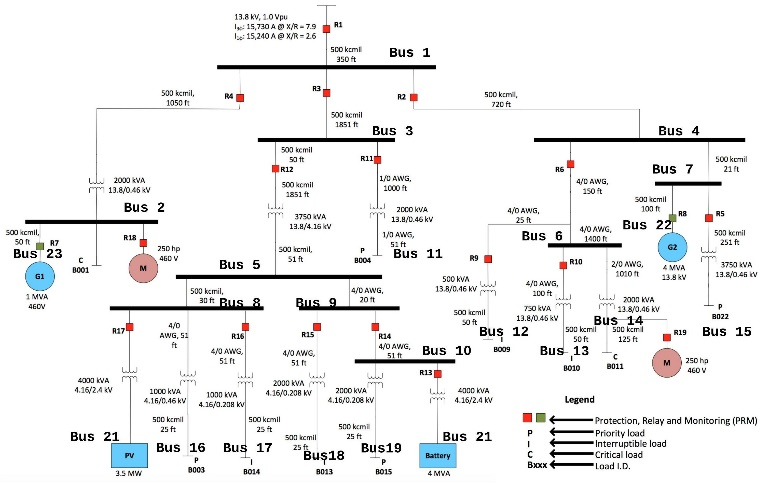 13.8 kV, 1.0 Vpu
I3Φ: 15,730 A @ X/R = 7.9
I1Φ: 15,240 A @ X/R = 2.6
R1
500 kcmil
350 ft
Bus 1
500 kcmil,
1050 ft
R4
R3
R2
500 kcmil,
720 ft
500 kcmil
1851 ft
Bus 3
Bus 4
500 kcmil
50 ft
R12
500 kcmil
1851 ft
R11
1/0 AWG,
1000 ft
R6
4/0 AWG,
150 ft
500 kcmil
21 ft
Bus 7
2000 kVA
13.8/0.46 kV
3750 kVA
13.8/4.16 kV
2000 kVA
13.8/0.46 kV
500 kcmil
100 ft
R8
R5
Bus 2
4/0 AWG,
25 ft
Bus 22
500 kcmil,
50 ft
R7
R18
1/0 AWG,
51 ft
Bus 6
4/0 AWG,
1400 ft
G2
500 kcmil
251 ft
Bus 23
C
B001
250 hp
460 V
M
G1
1 MVA
460V
500 kcmil,
51 ft
P
B004
Bus 11
R9
R10
2/0 AWG,
1010 ft
4 MVA
13.8 kV
3750 kVA
13.8/0.46 kV
Bus 5
500 kVA
13.8/0.46 kV
4/0 AWG,
100 ft
500 kcmil,
30 ft
4/0 AWG,
20 ft
Bus 8
Bus 9
750 kVA
13.8/0.46 kV
2000 kVA
13.8/0.46 kV
P
B022
Bus 15
R17
4/0
AWG, 51
ft
R16
R15
R14
500 kcmil
50 ft
Bus 12
I
B009
500 kcmil
50 ft
Bus 14
500 kcmil
125 ft
R19
4/0 AWG,
51 ft
4/0 AWG,
51 ft
4/0 AWG,
51 ft
Bus 10
Bus 13
I
B010
C
B011
M
250 hp
460 V
R13
4000 kVA
4.16/2.4 kV
1000 kVA
4.16/0.46 kV
1000 kVA
4.16/0.208 kV
2000 kVA
4.16/0.208 kV
2000 kVA
4.16/0.208 kV
4000 kVA
4.16/2.4 kV
Legend
Protection, Relay and Monitoring (PRM)
P
Priority load
I
Interruptible load
C
Critical load
Bxxx
Load I.D.
500 kcmil
25 ft
500 kcmil
25 ft
500 kcmil
25 ft
500 kcmil
25 ft
Bus 21
Bus 16
Bus 17
Bus18
Bus19
Bus 21
PV
3.5 MW
P
B003
I
B014
I
B013
P
B015
Battery
4 MVA